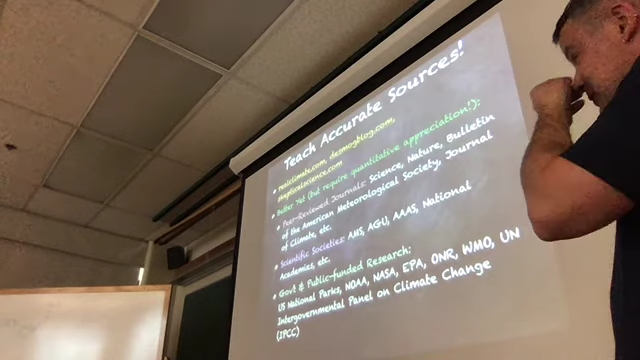 Teach Accurate Sources!
• realclimate.com, desmogblog.com,
skepticalscience.com
• Better Yet (but require quantitative appreciation!):
• Peer-Reviewed Journals: Science, Nature, Bulletin
of the American Meteorological Society, Journal
of Climate, etc.
• Scientific Societies: AMS, AGU, AAAS, National
Academies, etc.
• Govt & Public-funded Research:
US National Parks, NOAA, NASA, EPA, ONR, WMO, UN
Intergovernmental Panel on Climate Change
(IPCC)